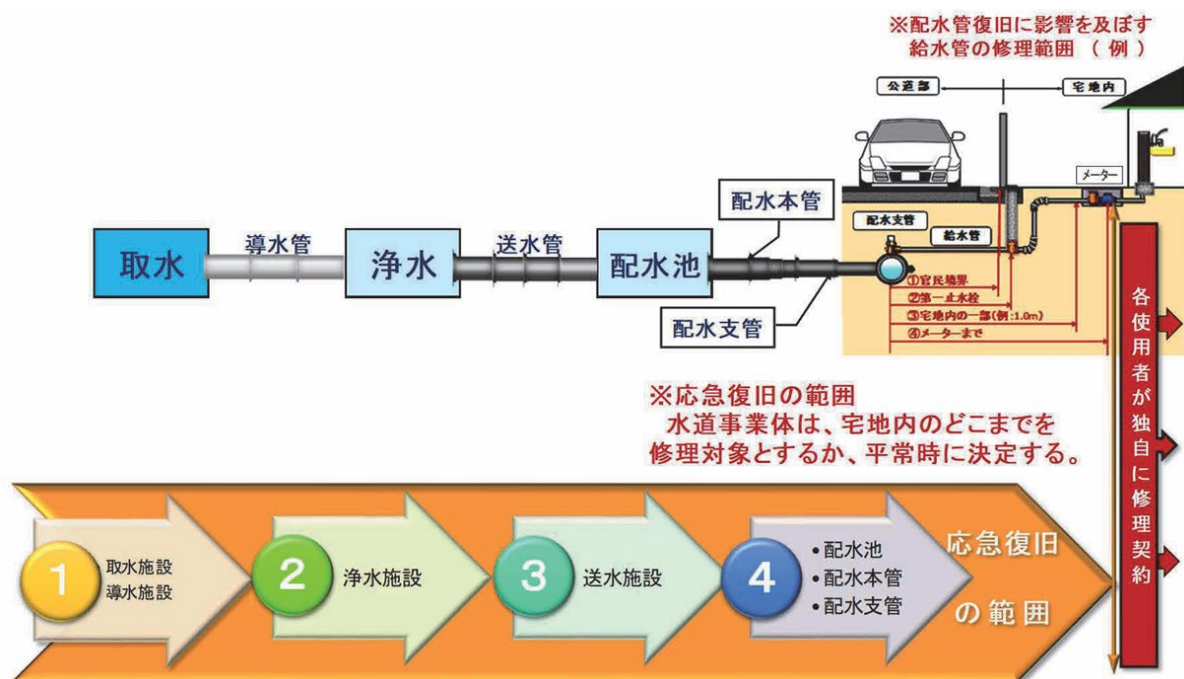 ※配水管復旧に影響を及ぼす
給水管の修理範囲 (例)
公道部
宅地内
メーター
配水本管
配水支管
給水管
取水
導水管
浄水
送水管
配水池
配水支管
①官民境界
②第一止水栓
③宅地内の一部(例:1.0m)
④メーターまで
各使用者が独自に修理契約
※応急復旧の範囲
水道事業体は、宅地内のどこまでを
修理対象とするか、平常時に決定する。
1
取水施設
導水施設
2
浄水施設
3
送水施設
4
•配水池
•配水本管
•配水支管
応急復旧
の範囲